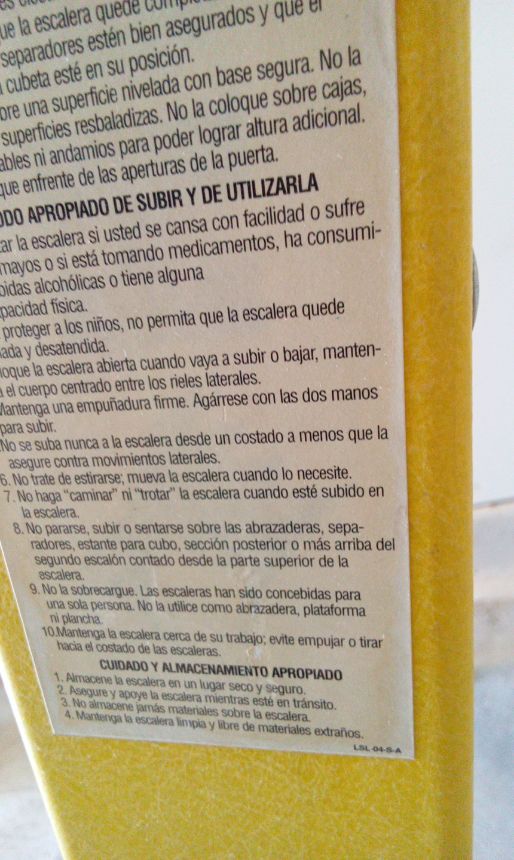 la escalera quede
separadores estén bien asegurados y que el
cubeta esté en su posición.
una superficie nivelada con base segura. No la
superficies resbaladizas. No la coloque sobre cajas,
ni andamios para poder lograr altura adicional.
enfrente de las aperturas de la puerta.
APROPIADO DE SUBIR Y DE UTILIZARLA
la escalera si usted se cansa con facilidad o sufre
o si está tomando medicamentos, ha consumi-
alcohólicas o tiene alguna
física.
proteger a los niños, no permita que la escalera quede
y desatendida.
la escalera abierta cuando vaya a subir o bajar, manten-
el cuerpo centrado entre los rieles laterales.
Mantenga una empuñadura firme. Agárrese con las dos manos
para subir.
No se suba nunca a la escalera desde un costado a menos que la
asegure contra movimientos laterales.
6. No trate de estirarse; mueva la escalera cuando lo necesite.
7. No haga "caminar" ni "trotar" la escalera cuando esté subido en
la escalera.
8. No pararse, subir o sentarse sobre las abrazaderas, sepa-
radores, estante para cubo, sección posterior o más arriba del
segundo escalón contado desde la parte superior de la
escalera.
9. No la sobrecargue. Las escaleras han sido concebidas para
una sola persona. No la utilice como abrazadera, plataforma
ni plancha.
10.Mantenga la escalera cerca de su trabajo; evite empujar o tirar
hacia el costado de las escaleras.
CUIDADO Y ALMACENAMIENTO APROPIADO
1. Almacene la escalera en un lugar seco y seguro.
2. Asegure y apoye la escalera mientras esté en tránsito.
3. No almacene jamás materiales sobre la escalera.
4. Mantenga la escalera limpia y libre de materiales extraños.
LSL-04-S-A